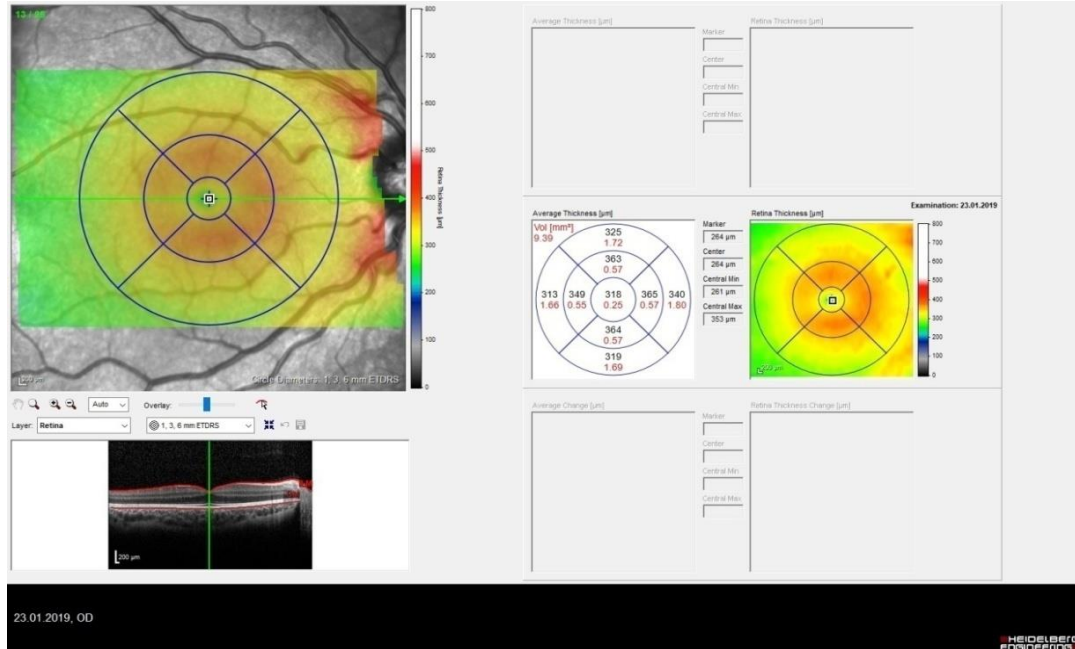 13 / 25
800
700
600
500
400
300
200
100
0
Retina Thickness [µm]
200 µm
Circle Diameters: 1, 3, 6 mm ETDRS
Auto
Overlay:
Layer: Retina
1, 3, 6 mm ETDRS
200 µm
Average Thickness [µm]
Retina Thickness [µm]
Marker
Center
Central Min
Central Max
Examination: 23.01.2019
Average Thickness [µm]
Retina Thickness [µm]
Vol [mm³]
9.39
325
1.72
363
0.57
313 349 318 365 340
1.66 0.55 0.25 0.57 1.80
364
0.57
319
1.69
Marker
264 µm
Center
264 µm
Central Min
261 µm
Central Max
353 µm
800
700
600
500
400
300
200
100
0
200 µm
Average Change [µm]
Retina Thickness Change [µm]
Marker
Center
Central Min
Central Max
23.01.2019, OD
HEIDELBERG
ENGINEERING